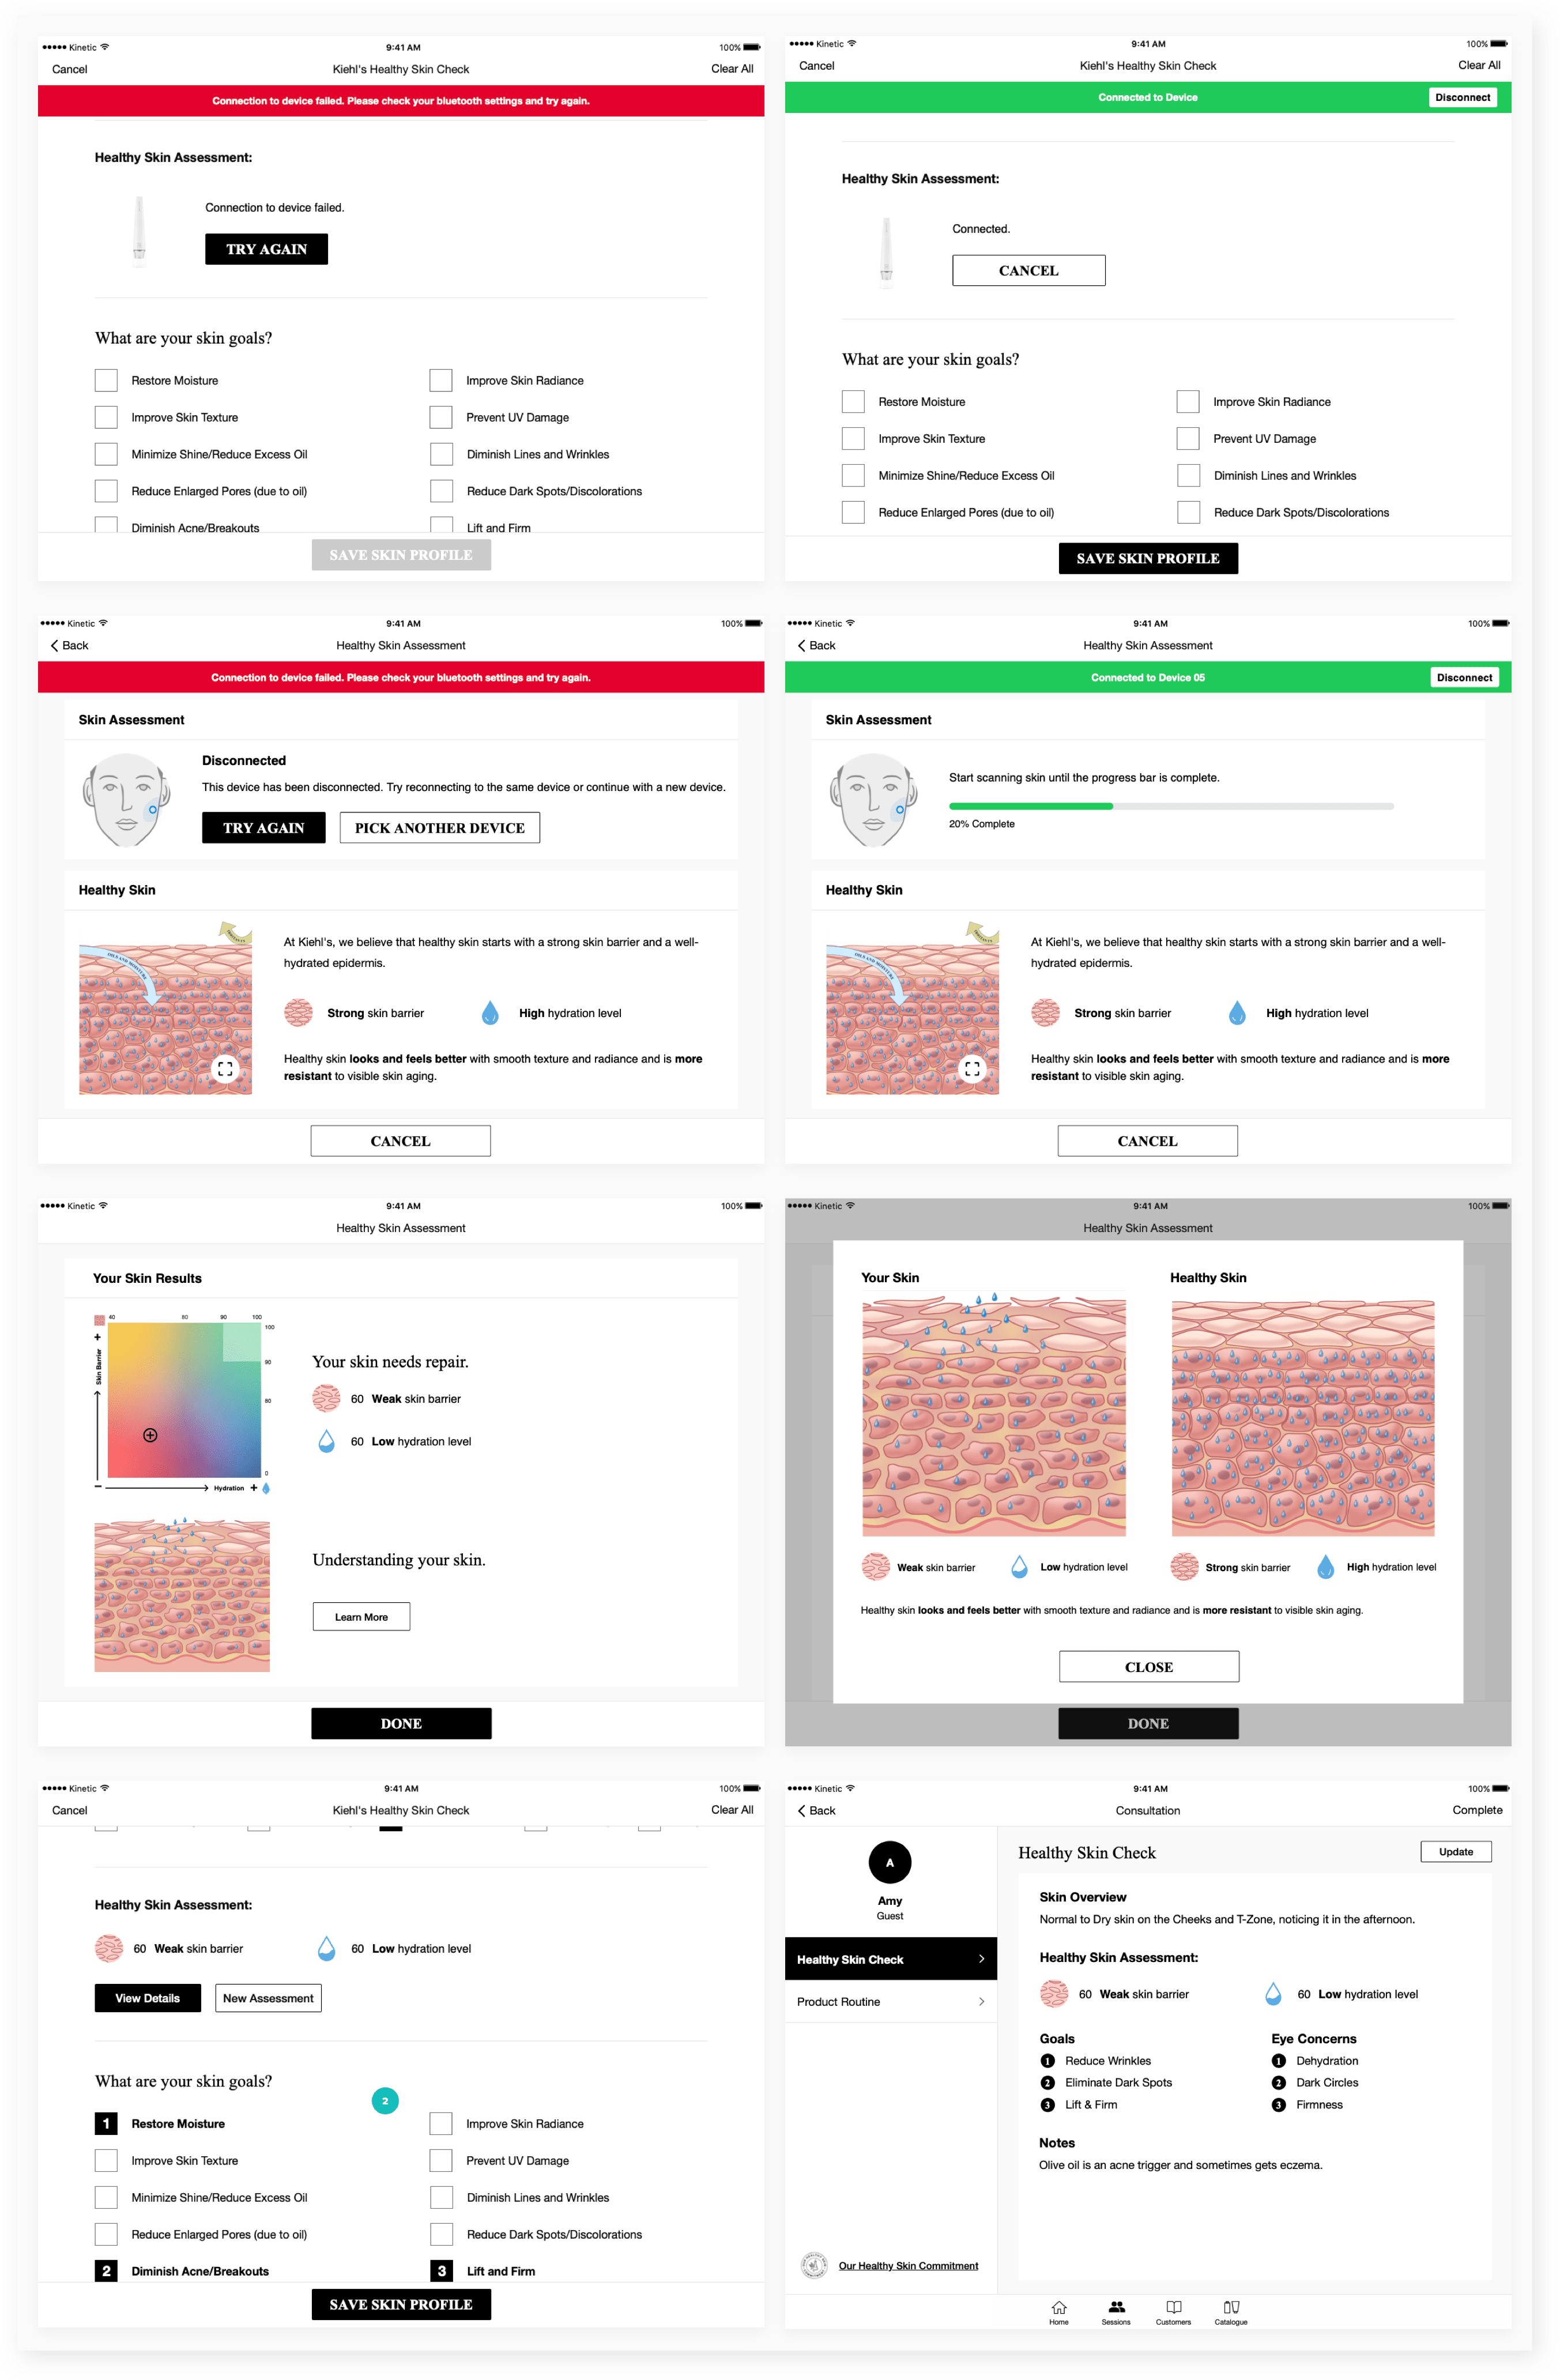 Kinetic
9:41 AM
100%
Cancel
Kiehl's Healthy Skin Check
Clear All
Connection to device failed. Please check your bluetooth settings and try again.
Healthy Skin Assessment:
Connection to device failed.
TRY AGAIN
What are your skin goals?
Restore Moisture
Improve Skin Radiance
Improve Skin Texture
Prevent UV Damage
Minimize Shine/Reduce Excess Oil
Diminish Lines and Wrinkles
Reduce Enlarged Pores (due to oil)
Reduce Dark Spots/Discolorations
Diminish Acne/Breakouts
Lift and Firm
SAVE SKIN PROFILE
Kinetic
9:41 AM
100%
Cancel
Kiehl's Healthy Skin Check
Clear All
Connected to Device
Disconnect
Healthy Skin Assessment:
Connected.
CANCEL
What are your skin goals?
Restore Moisture
Improve Skin Radiance
Improve Skin Texture
Prevent UV Damage
Minimize Shine/Reduce Excess Oil
Diminish Lines and Wrinkles
Reduce Enlarged Pores (due to oil)
Reduce Dark Spots/Discolorations
SAVE SKIN PROFILE
Kinetic
9:41 AM
100%
Back
Healthy Skin Assessment
Connection to device failed. Please check your bluetooth settings and try again.
Skin Assessment
Disconnected
This device has been disconnected. Try reconnecting to the same device or continue with a new device.
TRY AGAIN
PICK ANOTHER DEVICE
Healthy Skin
OILS AND MOISTURE
At Kiehl's, we believe that healthy skin starts with a strong skin barrier and a well-
hydrated epidermis.
Strong skin barrier
High hydration level
Healthy skin looks and feels better with smooth texture and radiance and is more
resistant to visible skin aging.
CANCEL
Kinetic
9:41 AM
100%
Back
Healthy Skin Assessment
Connected to Device 05
Disconnect
Skin Assessment
Start scanning skin until the progress bar is complete.
20% Complete
Healthy Skin
OILS AND MOISTURE
At Kiehl's, we believe that healthy skin starts with a strong skin barrier and a well-
hydrated epidermis.
Strong skin barrier
High hydration level
Healthy skin looks and feels better with smooth texture and radiance and is more
resistant to visible skin aging.
CANCEL
Kinetic
9:41 AM
100%
Healthy Skin Assessment
Your Skin Results
40
80
90
100
100
90
80
0
+
Skin Barrier
−
Hydration +
Your skin needs repair.
60 Weak skin barrier
60 Low hydration level
Understanding your skin.
Learn More
DONE
Kinetic
9:41 AM
100%
Healthy Skin Assessment
Your Skin
Healthy Skin
Weak skin barrier
Low hydration level
Strong skin barrier
High hydration level
Healthy skin looks and feels better with smooth texture and radiance and is more resistant to visible skin aging.
CLOSE
DONE
Kinetic
9:41 AM
100%
Cancel
Kiehl's Healthy Skin Check
Clear All
Healthy Skin Assessment:
60 Weak skin barrier
60 Low hydration level
View Details
New Assessment
What are your skin goals?
2
1 Restore Moisture
Improve Skin Radiance
Improve Skin Texture
Prevent UV Damage
Minimize Shine/Reduce Excess Oil
Diminish Lines and Wrinkles
Reduce Enlarged Pores (due to oil)
Reduce Dark Spots/Discolorations
2 Diminish Acne/Breakouts
3 Lift and Firm
SAVE SKIN PROFILE
Kinetic
9:41 AM
100%
Back
Consultation
Complete
A
Amy
Guest
Healthy Skin Check
Product Routine
Our Healthy Skin Commitment
Healthy Skin Check
Update
Skin Overview
Normal to Dry skin on the Cheeks and T-Zone, noticing it in the afternoon.
Healthy Skin Assessment:
60 Weak skin barrier
60 Low hydration level
Goals
1 Reduce Wrinkles
2 Eliminate Dark Spots
3 Lift & Firm
Eye Concerns
1 Dehydration
2 Dark Circles
3 Firmness
Notes
Olive oil is an acne trigger and sometimes gets eczema.
Home
Sessions
Customers
Catalogue